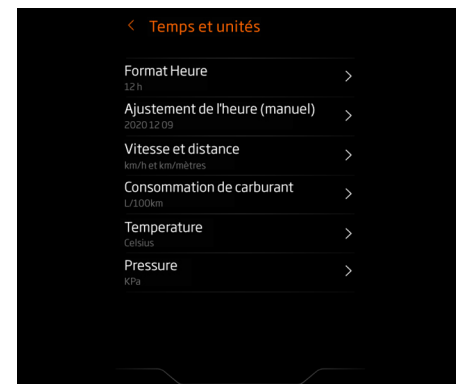 Temps et unités
Format Heure
12 h
Ajustement de l'heure (manuel)
2020 12 09
Vitesse et distance
km/h et km/mètres
Consommation de carburant
L/100km
Temperature
Celsius
Pressure
KPa